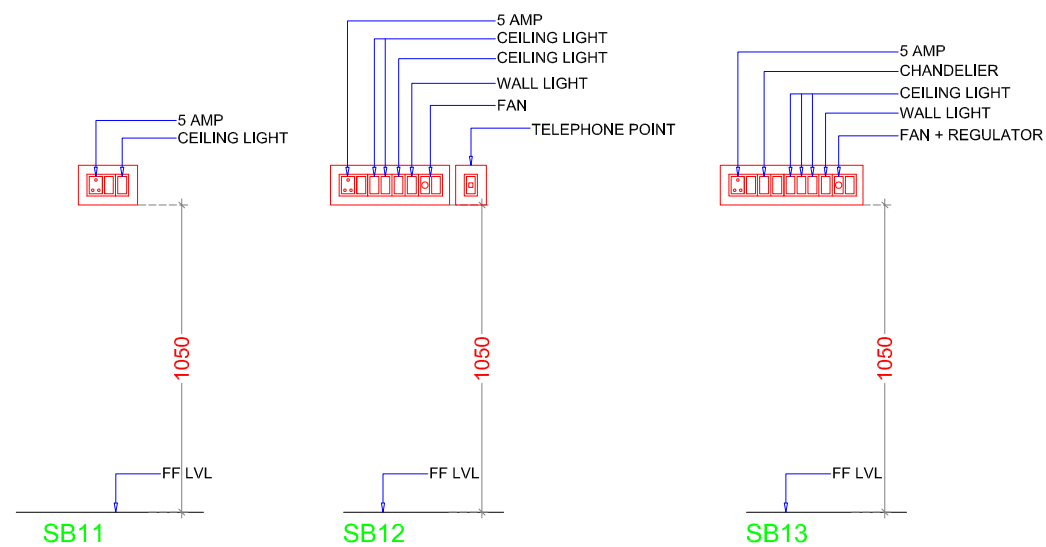 5 AMP
CEILING LIGHT
1050
FF LVL
SB11
5 AMP
CEILING LIGHT
CEILING LIGHT
WALL LIGHT
FAN
TELEPHONE POINT
1050
FF LVL
SB12
5 AMP
CHANDELIER
CEILING LIGHT
WALL LIGHT
FAN + REGULATOR
1050
FF LVL
SB13